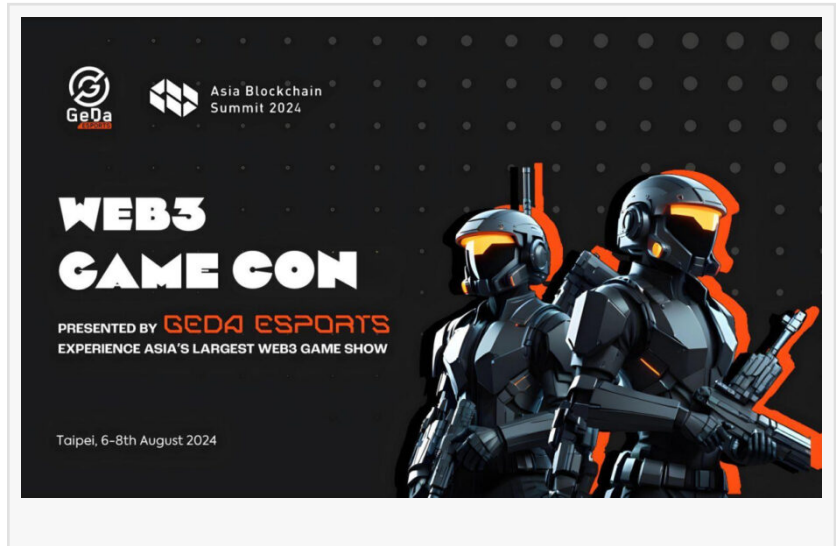 GeDa
ESPORTS
Asia Blockchain
Summit 2024
WEB3
GAME CON
PRESENTED BY GEDA ESPORTS
EXPERIENCE ASIA'S LARGEST WEB3 GAME SHOW
Taipei, 6-8th August 2024